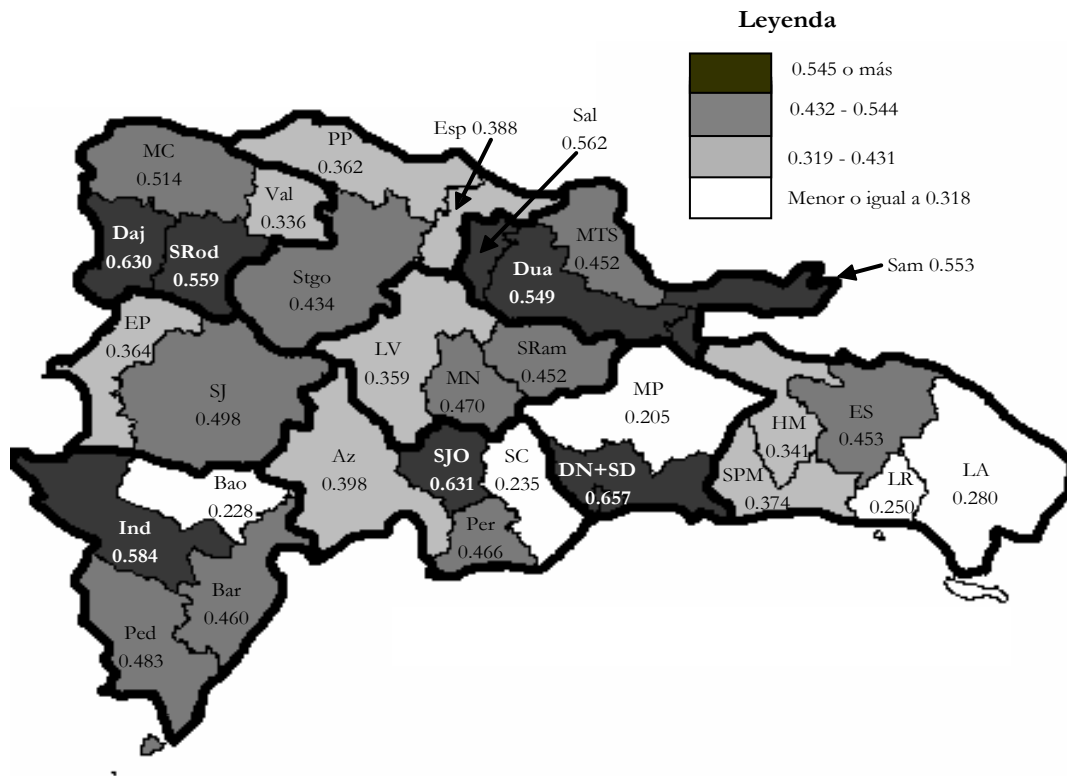 Leyenda
0.545 o más
0.432 - 0.544
0.319 - 0.431
Menor o igual a 0.318
Esp 0.388
Sal
0.562
PP
0.362
MC
0.514
Val
0.336
Daj
0.630
SRod
0.559
Stgo
0.434
Dua
0.549
MTS
0.452
Sam 0.553
EP
0.364
SJ
0.498
LV
0.359
MN
0.470
SRam
0.452
MP
0.205
HM
0.341
ES
0.453
LA
0.280
LR
0.250
SPM
0.374
Az
0.398
SJO
0.631
SC
0.235
DN+SD
0.657
Per
0.466
Bao
0.228
Ind
0.584
Bar
0.460
Ped
0.483